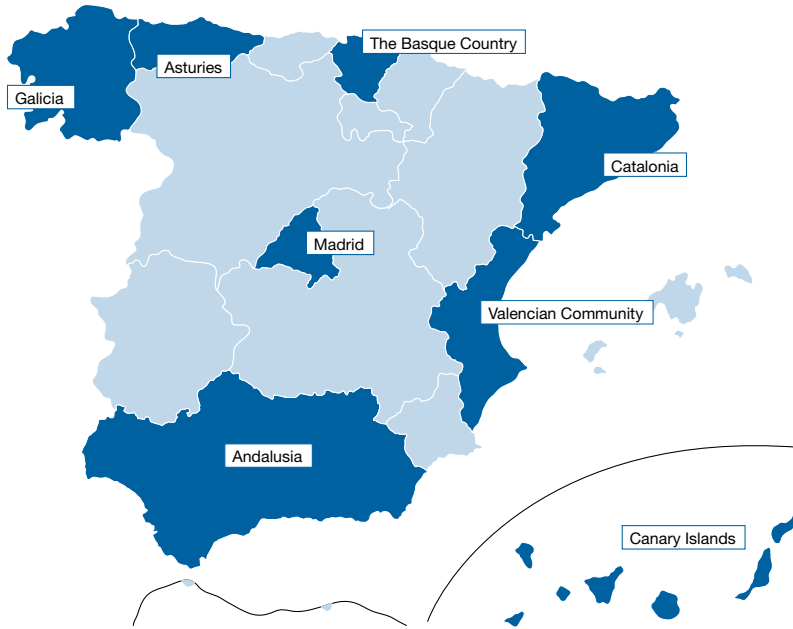 The Basque Country
Asturies
Galicia
Catalonia
Madrid
Valencian Community
Andalusia
Canary Islands